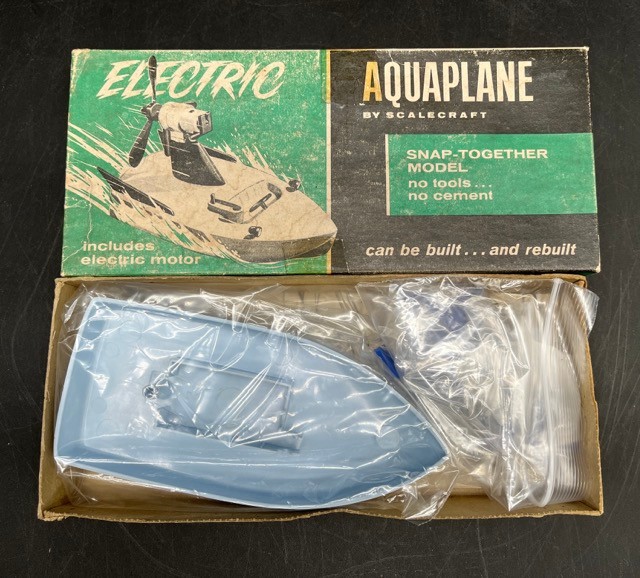 ELECTRIC
AQUAPLANE
BY SCALECRAFT
SNAP-TOGETHER
MODEL
no tools...
no cement
includes
electric motor
can be built...and rebuilt